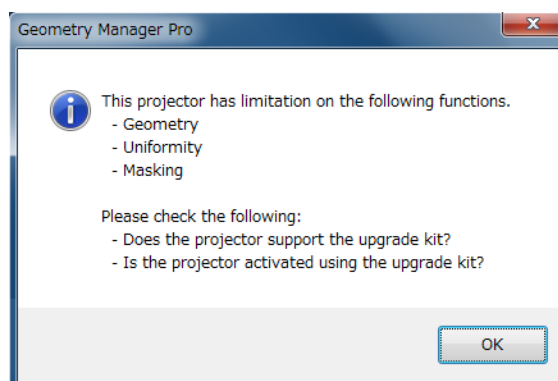 Geometry Manager Pro
This projector has limitation on the following functions.
- Geometry
- Uniformity
- Masking
Please check the following:
- Does the projector support the upgrade kit?
- Is the projector activated using the upgrade kit?
OK